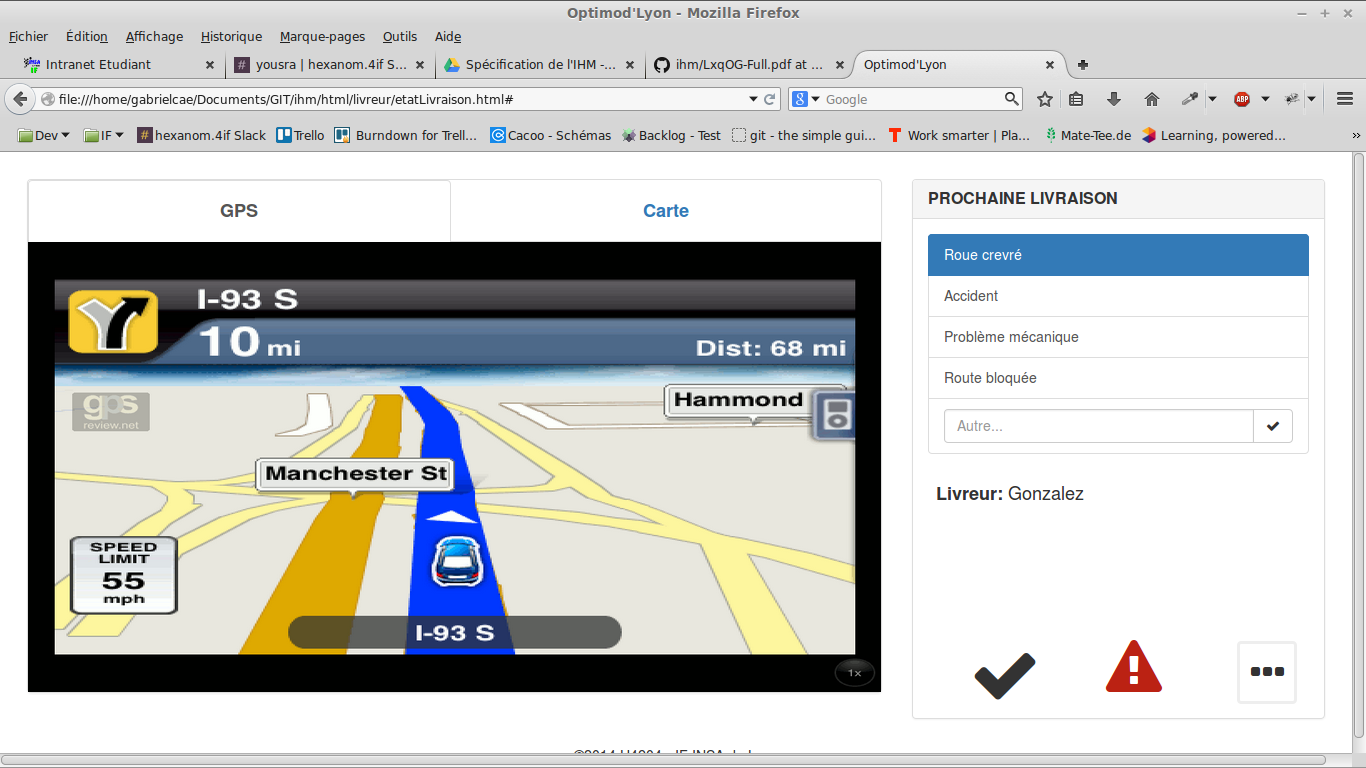 Optimod'Lyon - Mozilla Firefox
Fichier Édition Affichage Historique Marque-pages Outils Aide
Intranet Etudiant
yousra | hexanom.4if S...
Spécification de l'IHM -...
ihm/LxqOG-Full.pdf at ...
Optimod'Lyon
file:///home/gabrielcae/Documents/GIT/ihm/html/livreur/etatLivraison.html#
Google
ABP
Dev IF hexanom.4if Slack Trello Burndown for Trell... Cacoo - Schémas Backlog - Test git - the simple gui... Work smarter | Pla... Mate-Tee.de Learning, powered... »
GPS
Carte
I-93 S
10 mi
Dist: 68 mi
gps
review.net
Hammond
Manchester St
SPEED
LIMIT
55
mph
I-93 S
1x
PROCHAINE LIVRAISON
Roue crevré
Accident
Problème mécanique
Route bloquée
Autre...
Livreur: Gonzalez